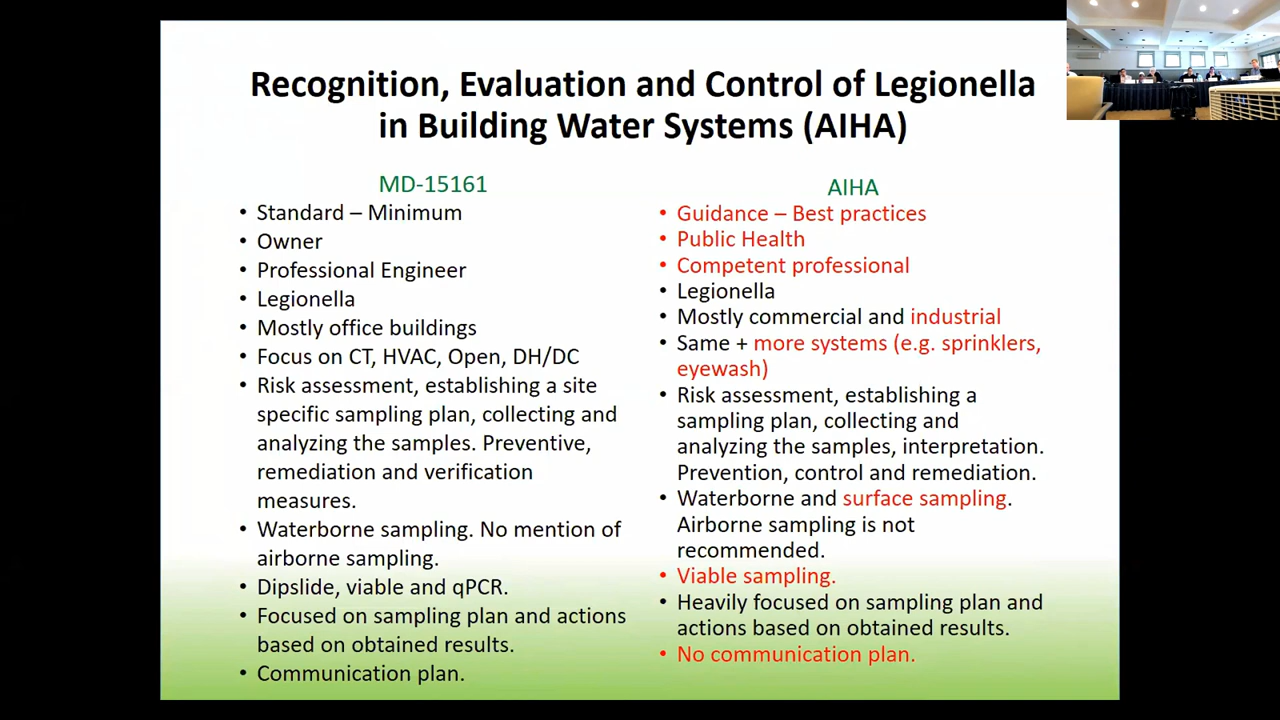 Recognition, Evaluation and Control of Legionella
in Building Water Systems (AIHA)
MD-15161
• Standard – Minimum
• Owner
• Professional Engineer
• Legionella
• Mostly office buildings
• Focus on CT, HVAC, Open, DH/DC
• Risk assessment, establishing a site
specific sampling plan, collecting and
analyzing the samples. Preventive,
remediation and verification
measures.
• Waterborne sampling. No mention of
airborne sampling.
• Dipslide, viable and qPCR.
• Focused on sampling plan and actions
based on obtained results.
• Communication plan.
AIHA
• Guidance – Best practices
• Public Health
• Competent professional
• Legionella
• Mostly commercial and industrial
• Same + more systems (e.g. sprinklers,
eyewash)
• Risk assessment, establishing a
sampling plan, collecting and
analyzing the samples, interpretation.
Prevention, control and remediation.
• Waterborne and surface sampling.
Airborne sampling is not
recommended.
• Viable sampling.
• Heavily focused on sampling plan and
actions based on obtained results.
• No communication plan.